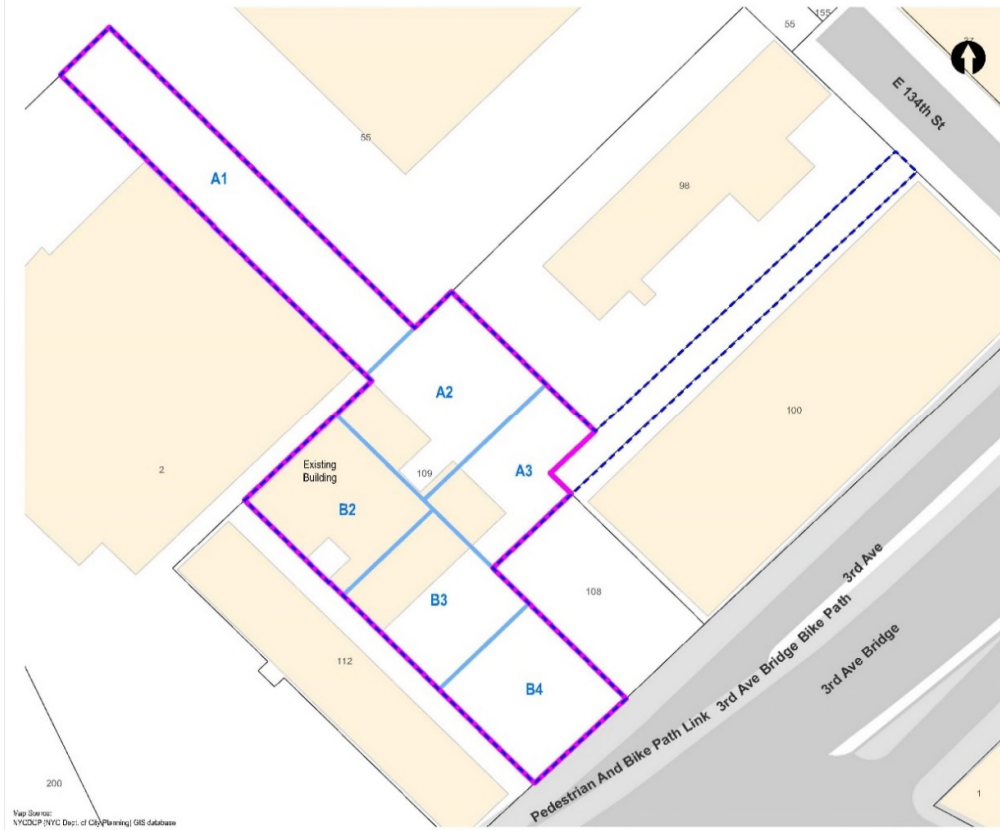 55
155
E 134th St
55
A1
98
A2
100
A3
109
Existing
Building
2
B2
3rd Ave
108
B3
3rd Ave Bridge Bike Path
3rd Ave Bridge
112
B4
Pedestrian And Bike Path Link
200
1
Map Source:
NYCDCP (NYC Dept. of City Planning) GIS database